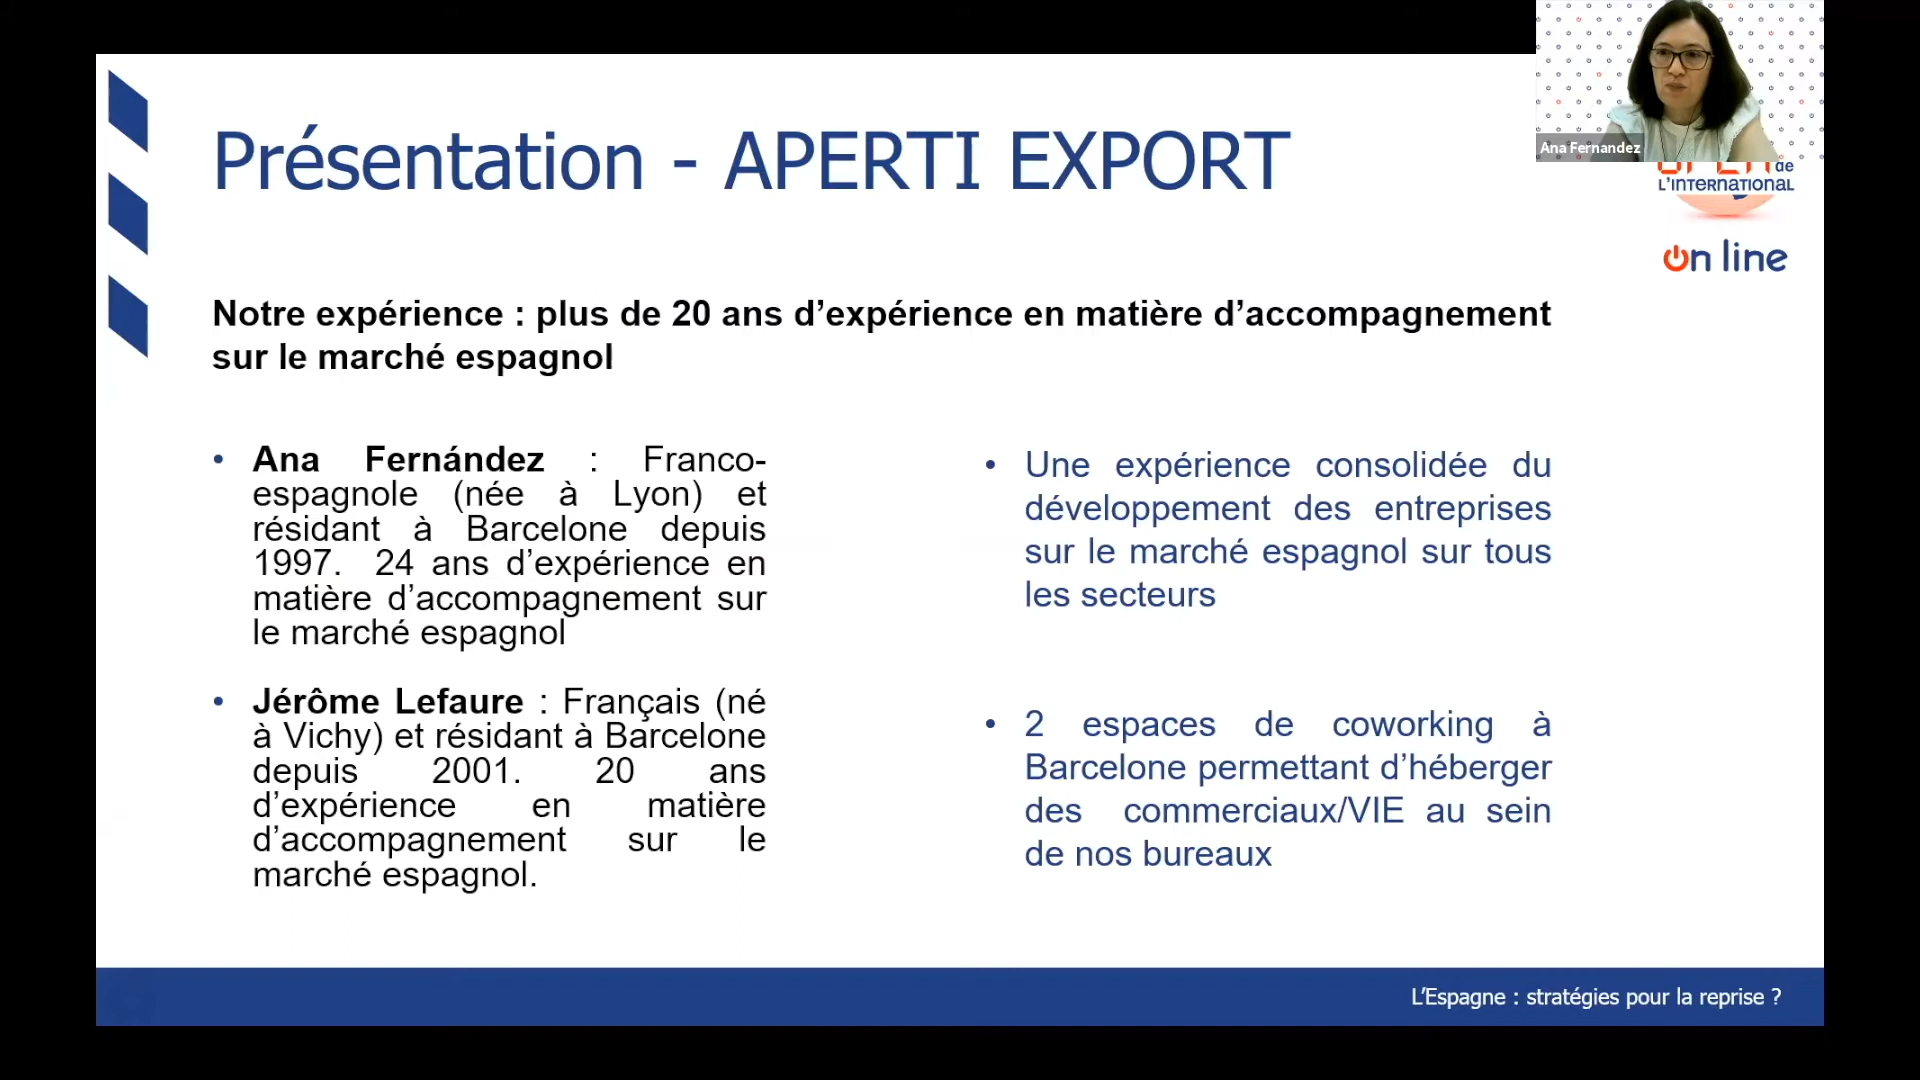 Présentation - APERTI EXPORT
Ana Fernandez
de
L'INTERNATIONAL
on line
Notre expérience : plus de 20 ans d’expérience en matière d’accompagnement
sur le marché espagnol
• Ana Fernández : Franco-
espagnole (née à Lyon) et
résidant à Barcelone depuis
1997. 24 ans d’expérience en
matière d’accompagnement sur
le marché espagnol
• Jérôme Lefaure : Français (né
à Vichy) et résidant à Barcelone
depuis 2001. 20 ans
d’expérience en matière
d’accompagnement sur le
marché espagnol.
• Une expérience consolidée du
développement des entreprises
sur le marché espagnol sur tous
les secteurs
• 2 espaces de coworking à
Barcelone permettant d’héberger
des commerciaux/VIE au sein
de nos bureaux
L’Espagne : stratégies pour la reprise ?